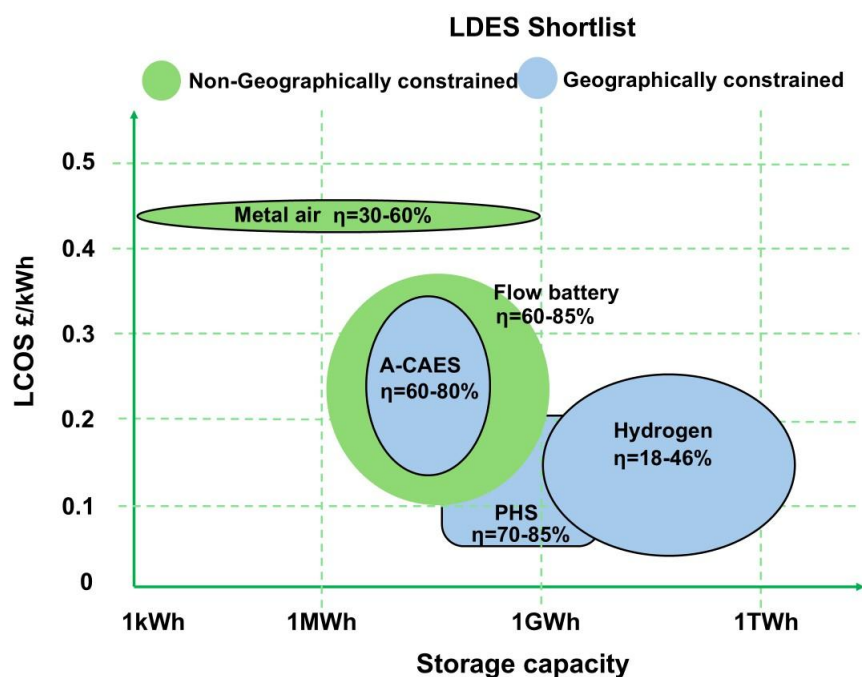 LDES Shortlist
Non-Geographically constrained
Geographically constrained
LCOS £/kWh
0.5
0.4
0.3
0.2
0.1
0
Metal air η=30-60%
Flow battery
η=60-85%
A-CAES
η=60-80%
Hydrogen
η=18-46%
PHS
η=70-85%
1kWh
1MWh
1GWh
1TWh
Storage capacity